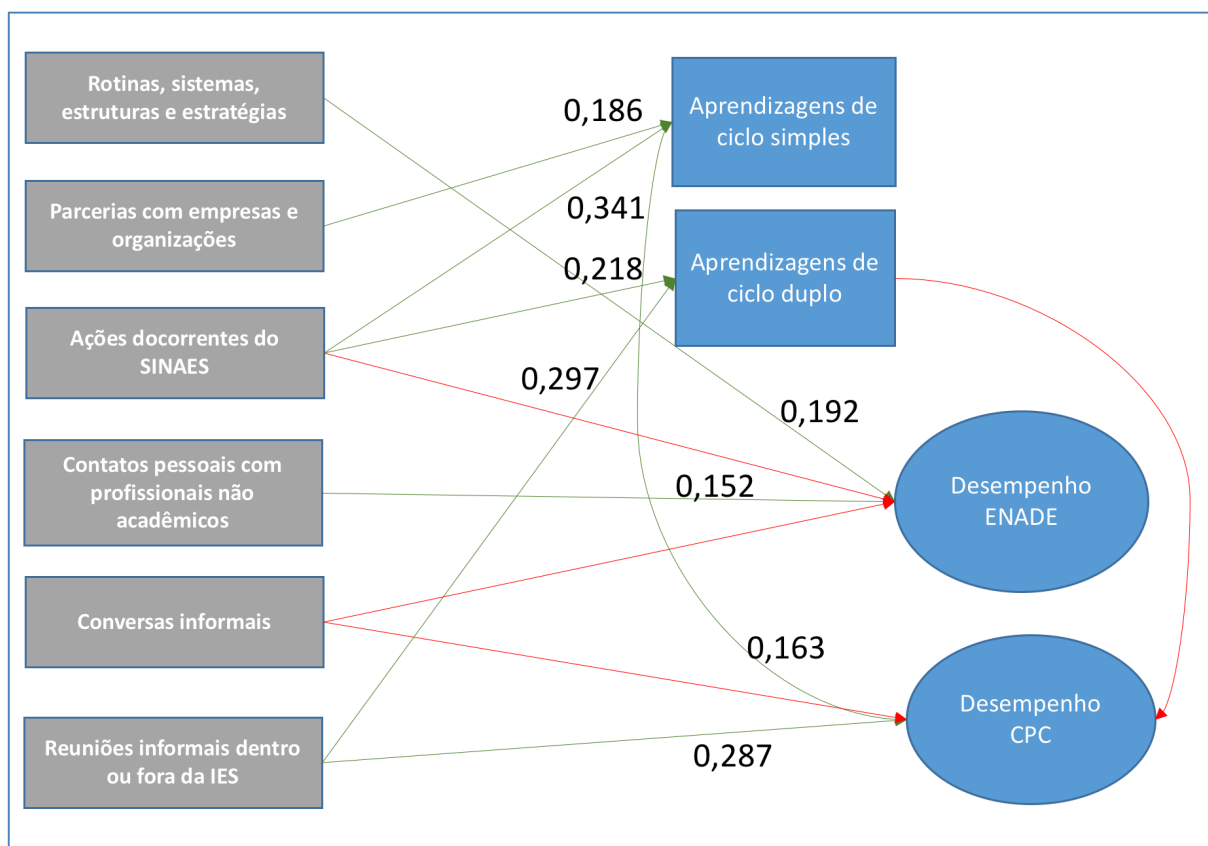 Rotinas, sistemas,
estruturas e estratégias
Parcerias com empresas e
organizações
Ações docorrentes do
SINAES
Contatos pessoais com
profissionais não
acadêmicos
Conversas informais
Reuniões informais dentro
ou fora da IES
0,186
0,341
0,218
0,297
0,192
0,152
0,163
0,287
Aprendizagens de
ciclo simples
Aprendizagens de
ciclo duplo
Desempenho
ENADE
Desempenho
CPC